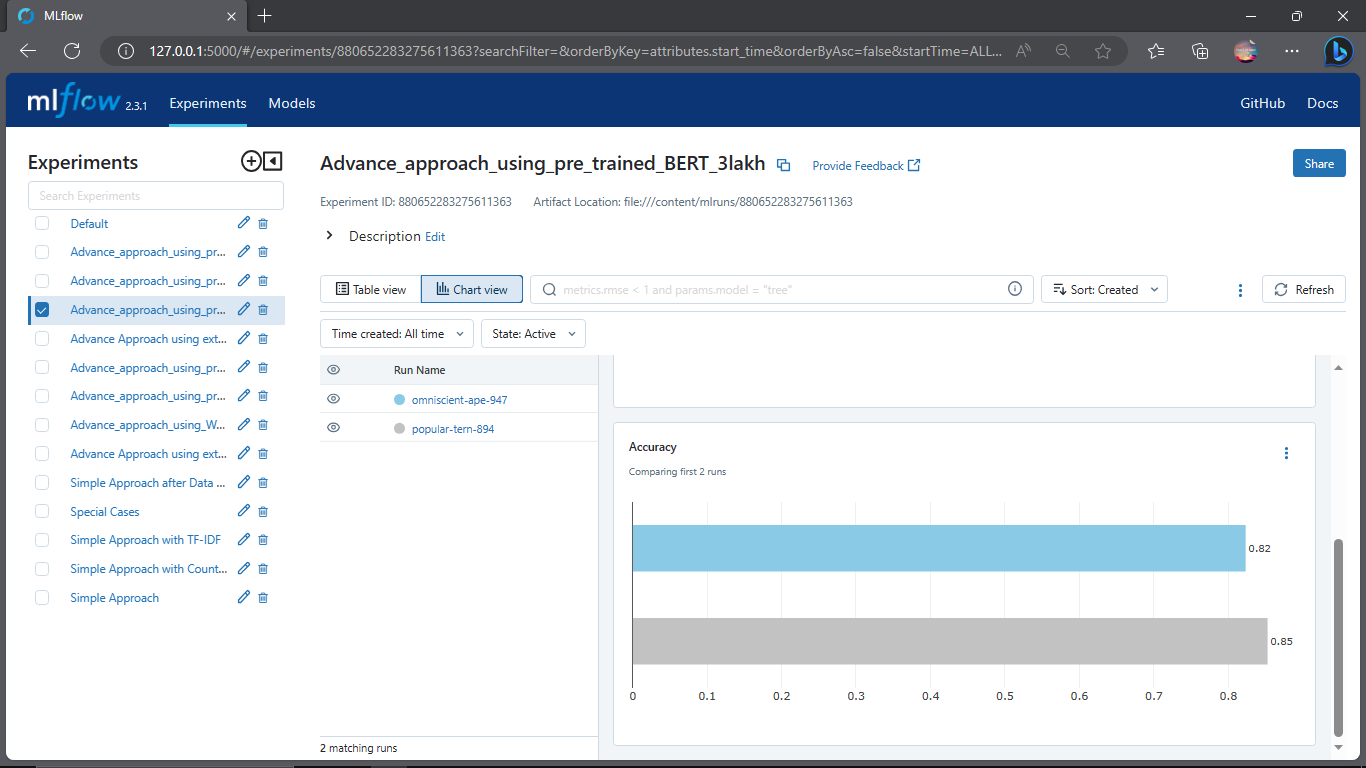 MLflow
127.0.0.1:5000/#/experiments/880652283275611363?searchFilter=&orderByKey=attributes.start_time&orderByAsc=false&startTime=ALL...
mlflow 2.3.1 Experiments Models GitHub Docs
Experiments
Search Experiments
Default
Advance_approach_using_pr...
Advance_approach_using_pr...
Advance_approach_using_pr...
Advance Approach using ext...
Advance_approach_using_pr...
Advance_approach_using_pr...
Advance_approach_using_W...
Advance Approach using ext...
Simple Approach after Data ...
Special Cases
Simple Approach with TF-IDF
Simple Approach with Count...
Simple Approach
Advance_approach_using_pre_trained_BERT_3lakh Provide Feedback Share
Experiment ID: 880652283275611363 Artifact Location: file:///content/mlruns/880652283275611363
Description Edit
Table view Chart view metrics.rmse < 1 and params.model = "tree" Sort: Created Refresh
Time created: All time State: Active
Run Name
omniscient-ape-947
popular-tern-894
2 matching runs
Accuracy
Comparing first 2 runs
0.82
0.85
0 0.1 0.2 0.3 0.4 0.5 0.6 0.7 0.8